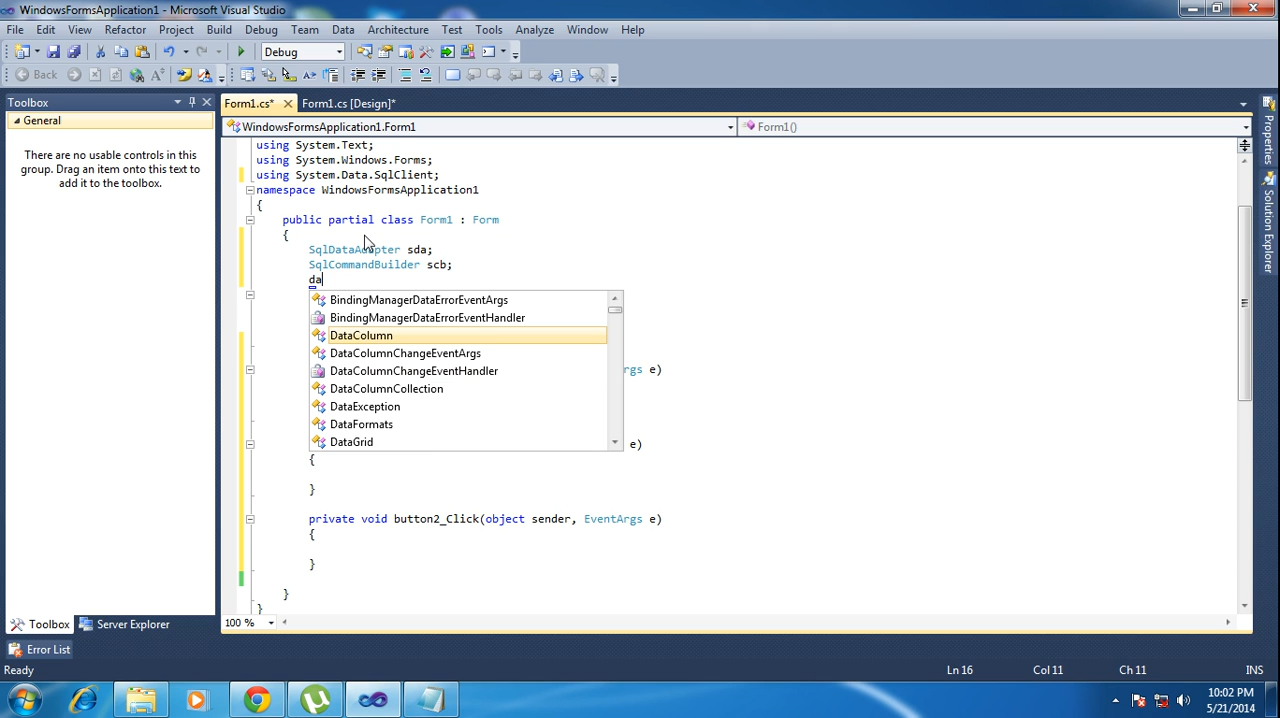 WindowsFormsApplication1 - Microsoft Visual Studio
File Edit View Refactor Project Build Debug Team Data Architecture Test Tools Analyze Window Help
Debug
Back
Toolbox
Form1.cs* Form1.cs [Design]*
General
WindowsFormsApplication1.Form1 Form1()
There are no usable controls in this
group. Drag an item onto this text to
add it to the toolbox.
using System.Text;
using System.Windows.Forms;
using System.Data.SqlClient;
namespace WindowsFormsApplication1
{
public partial class Form1 : Form
{
SqlDataAdapter sda;
SqlCommandBuilder scb;
da
BindingManagerDataErrorEventArgs
BindingManagerDataErrorEventHandler
DataColumn
DataColumnChangeEventArgs
DataColumnChangeEventHandler
DataColumnCollection
DataException
DataFormats
DataGrid
rgs e)
e)
{
}
private void button2_Click(object sender, EventArgs e)
{
}
}
}
Properties
Solution Explorer
100 %
Toolbox Server Explorer
Error List
Ready Ln 16 Col 11 Ch 11 INS
10:02 PM
5/21/2014